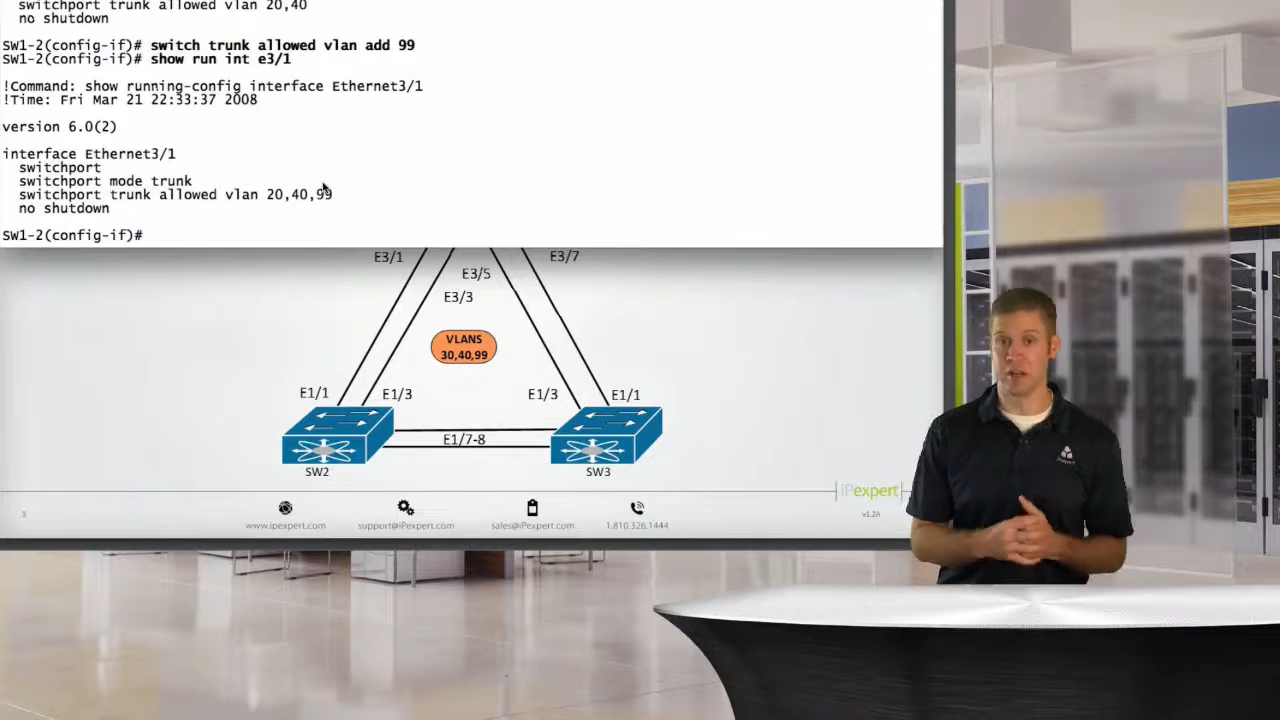 switchport trunk allowed vlan 20,40
no shutdown
SW1-2(config-if)# switch trunk allowed vlan add 99
SW1-2(config-if)# show run int e3/1
!Command: show running-config interface Ethernet3/1
!Time: Fri Mar 21 22:33:37 2008
version 6.0(2)
interface Ethernet3/1
switchport
switchport mode trunk
switchport trunk allowed vlan 20,40,99
no shutdown
SW1-2(config-if)#
E3/1
E3/7
E3/5
E3/3
VLANS
30,40,99
E1/1
E1/3
E1/3
E1/1
E1/7-8
SW2
SW3
iPexpert
www.ipexpert.com
support@iPexpert.com
sales@iPexpert.com
1.810.326.1444
v1.2A
iPexpert